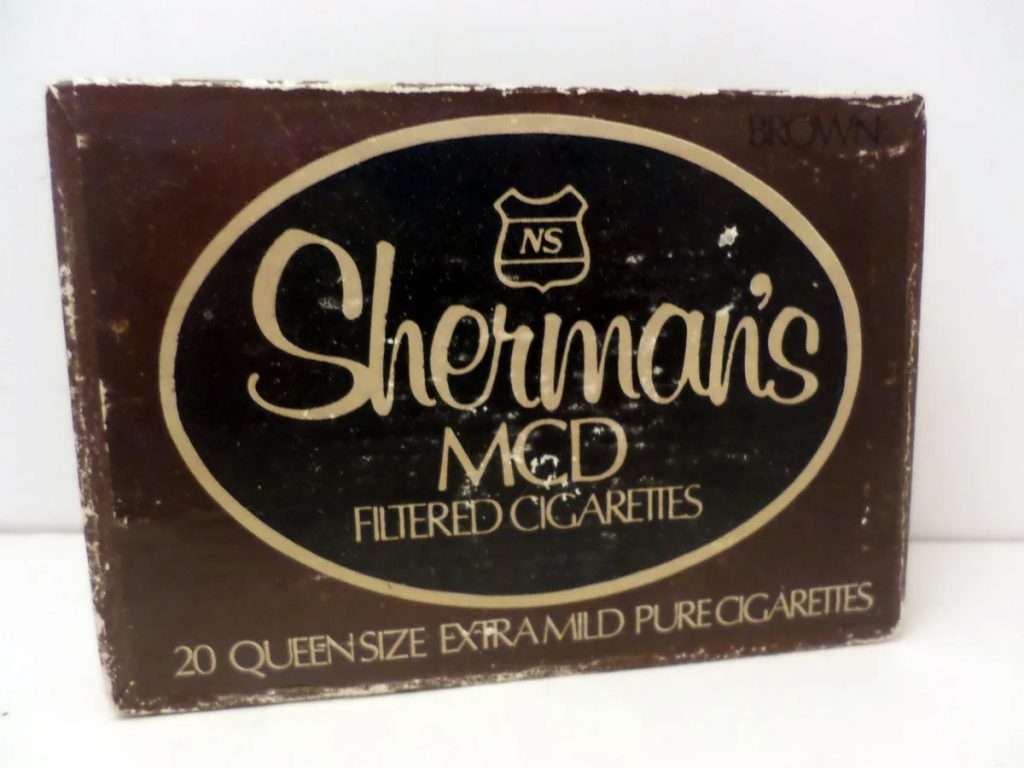 BROWN
NS
Sherman's
MCD
FILTERED CIGARETTES
20 QUEEN SIZE EXTRA MILD PURE CIGARETTES